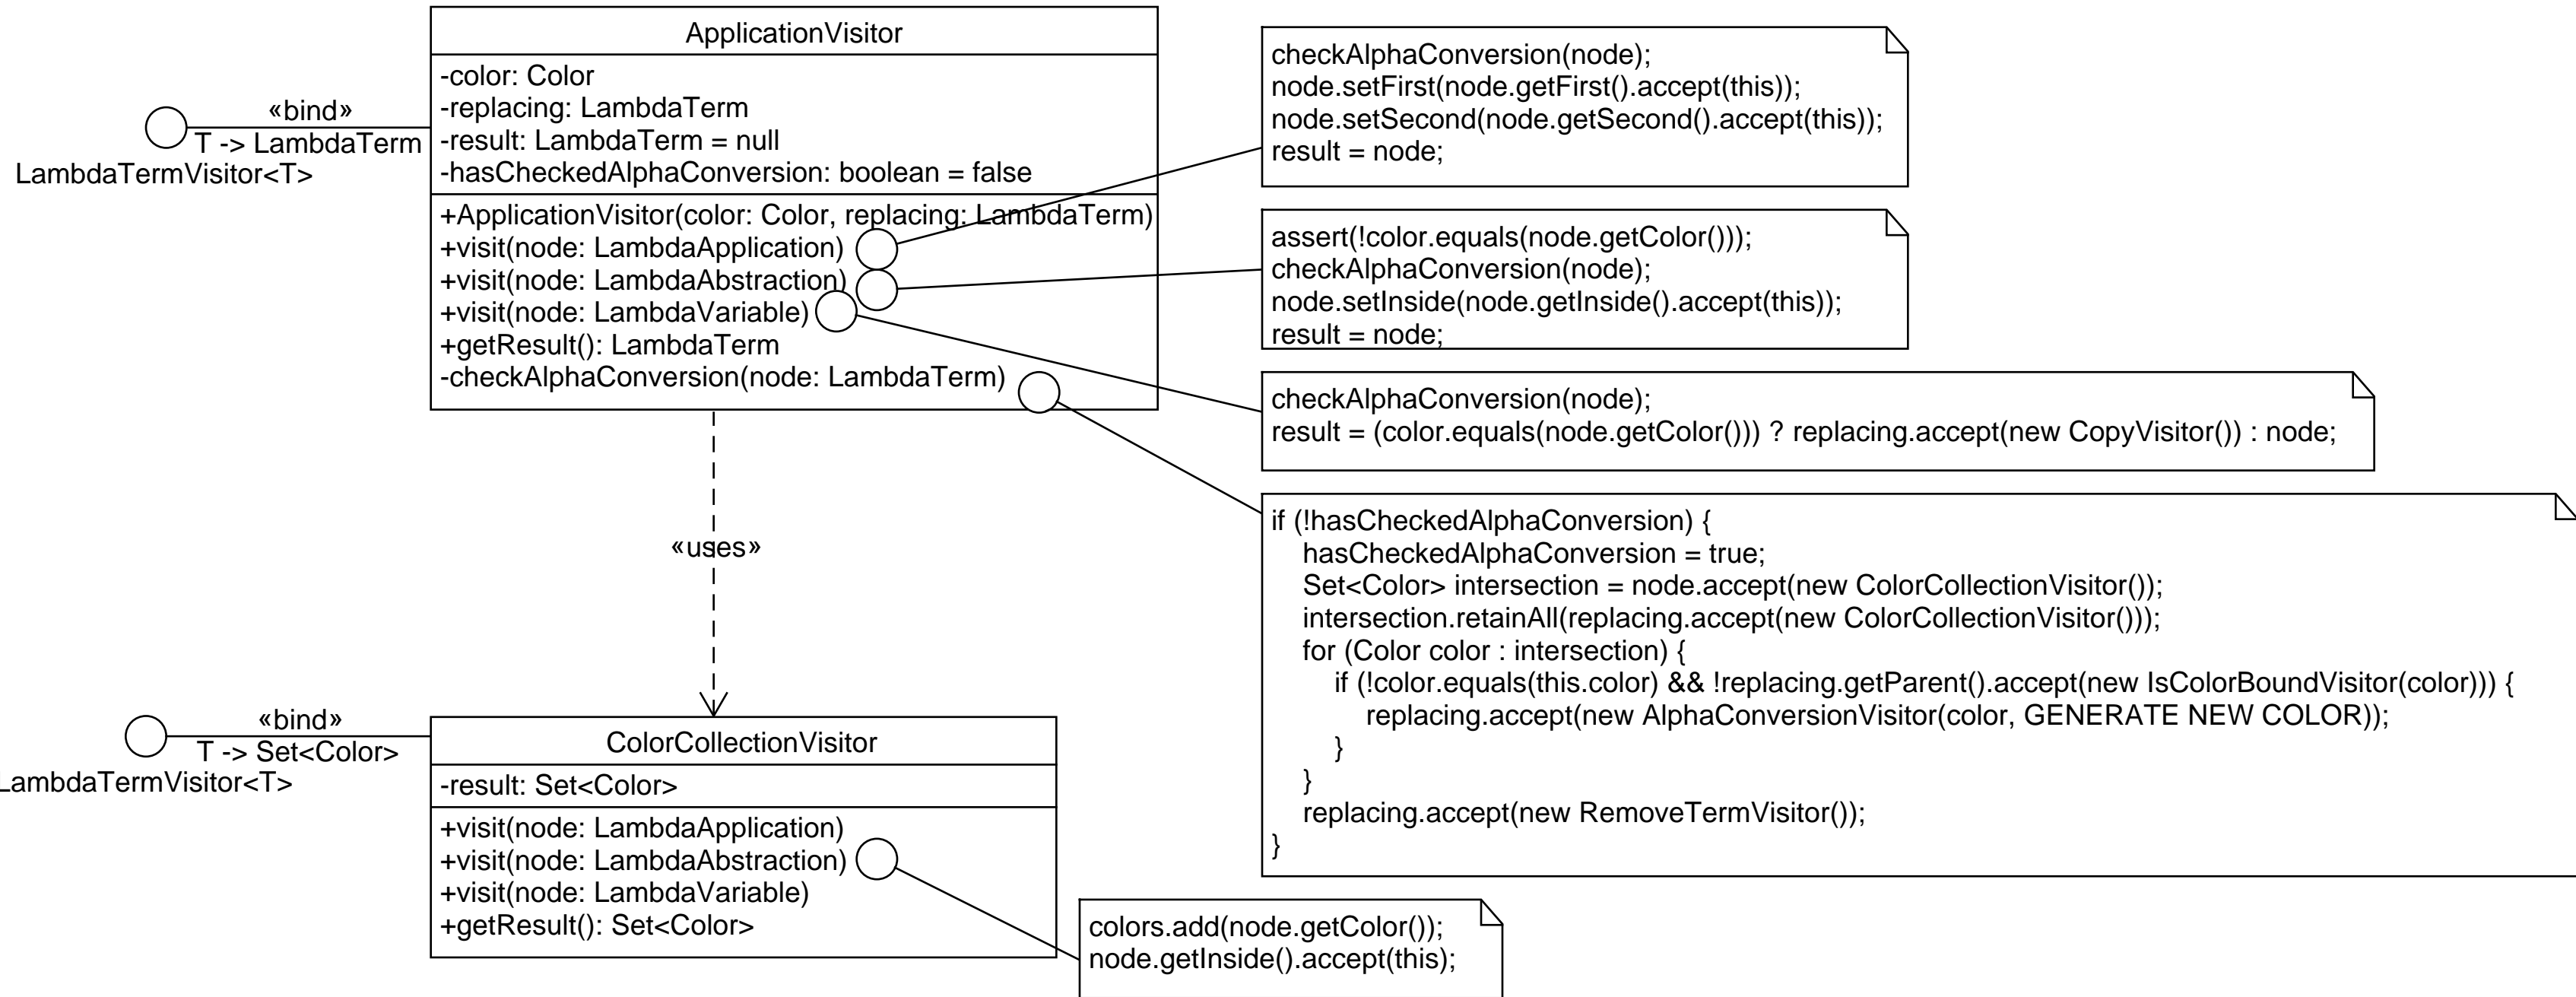 ApplicationVisitor
-color: Color
-replacing: LambdaTerm
-result: LambdaTerm = null
-hasCheckedAlphaConversion: boolean = false
+ApplicationVisitor(color: Color, replacing: LambdaTerm)
+visit(node: LambdaApplication)
+visit(node: LambdaAbstraction)
+visit(node: LambdaVariable)
+getResult(): LambdaTerm
-checkAlphaConversion(node: LambdaTerm)
«bind»
T -> LambdaTerm
LambdaTermVisitor<T>
checkAlphaConversion(node);
node.setFirst(node.getFirst().accept(this));
node.setSecond(node.getSecond().accept(this));
result = node;
assert(!color.equals(node.getColor()));
checkAlphaConversion(node);
node.setInside(node.getInside().accept(this));
result = node;
checkAlphaConversion(node);
result = (color.equals(node.getColor())) ? replacing.accept(new CopyVisitor()) : node;
if (!hasCheckedAlphaConversion) {
hasCheckedAlphaConversion = true;
Set<Color> intersection = node.accept(new ColorCollectionVisitor());
intersection.retainAll(replacing.accept(new ColorCollectionVisitor()));
for (Color color : intersection) {
if (!color.equals(this.color) && !replacing.getParent().accept(new IsColorBoundVisitor(color))) {
replacing.accept(new AlphaConversionVisitor(color, GENERATE NEW COLOR));
}
}
replacing.accept(new RemoveTermVisitor());
}
«uses»
«bind»
T -> Set<Color>
LambdaTermVisitor<T>
ColorCollectionVisitor
-result: Set<Color>
+visit(node: LambdaApplication)
+visit(node: LambdaAbstraction)
+visit(node: LambdaVariable)
+getResult(): Set<Color>
colors.add(node.getColor());
node.getInside().accept(this);